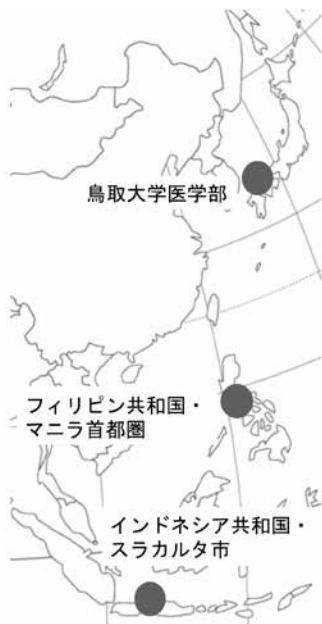 鳥取大学医学部
フィリピン共和国・
マニラ首都圏
インドネシア共和国・
スラカルタ市